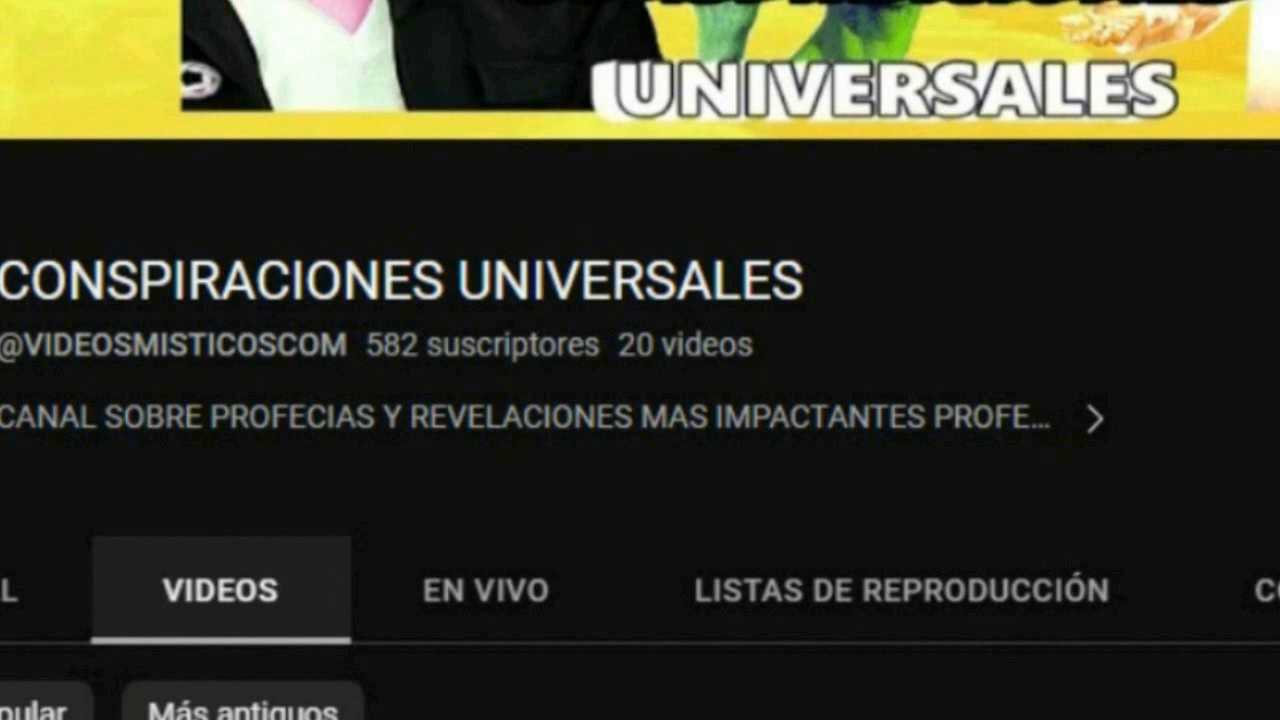 UNIVERSALES
CONSPIRACIONES UNIVERSALES
@VIDEOSMISTICOSCOM 582 suscriptores 20 videos
CANAL SOBRE PROFECIAS Y REVELACIONES MAS IMPACTANTES PROFE...
VIDEOS EN VIVO LISTAS DE REPRODUCCIÓN
Más antiguos